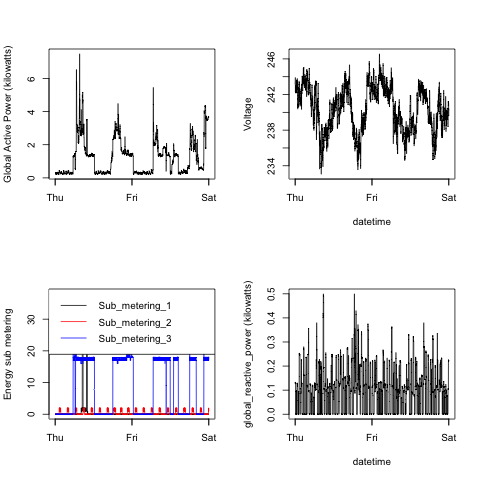 Global Active Power (kilowatts)
0 2 4 6
Thu Fri Sat
Voltage
234 238 242 246
Thu Fri Sat
datetime
Energy sub metering
0 10 20 30
Sub_metering_1
Sub_metering_2
Sub_metering_3
Thu Fri Sat
global_reactive_power (kilowatts)
0.0 0.1 0.2 0.3 0.4 0.5
Thu Fri Sat
datetime